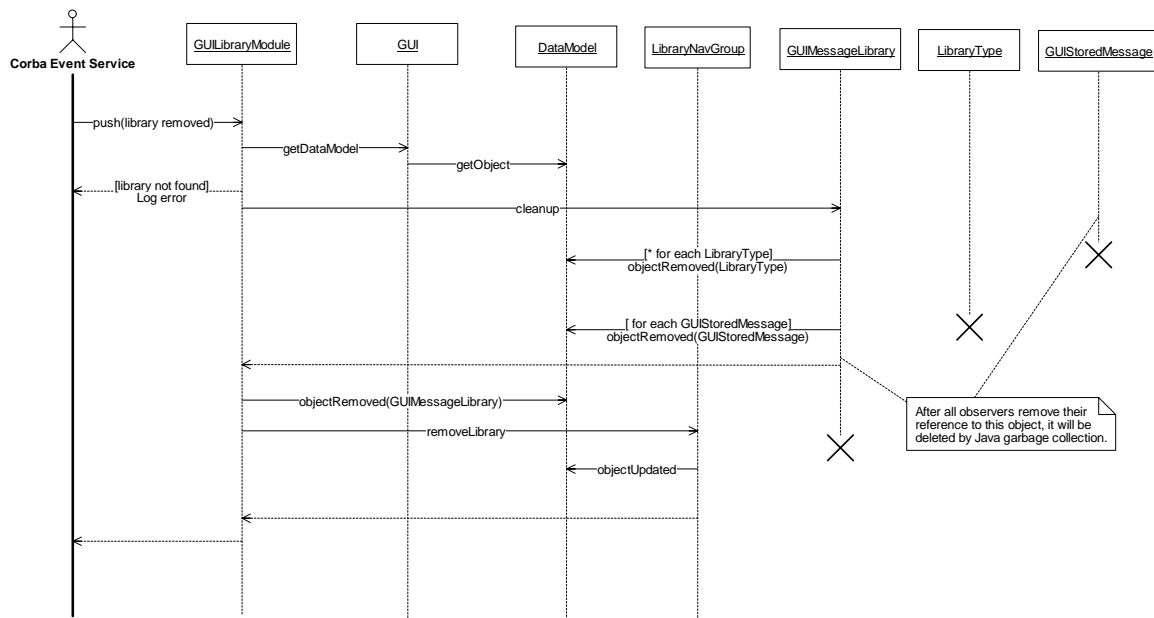 Corba Event Service
GUILibraryModule
GUI
DataModel
LibraryNavGroup
GUIMessageLibrary
LibraryType
GUIStoredMessage
push(library removed)
getDataModel
getObject
[library not found]
Log error
cleanup
[* for each LibraryType]
objectRemoved(LibraryType)
[ for each GUIStoredMessage]
objectRemoved(GUIStoredMessage)
objectRemoved(GUIMessageLibrary)
removeLibrary
objectUpdated
After all observers remove their
reference to this object, it will be
deleted by Java garbage collection.